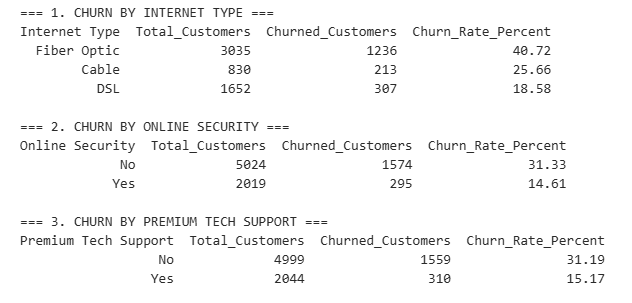 === 1. CHURN BY INTERNET TYPE ===
Internet Type Total_Customers Churned_Customers Churn_Rate_Percent
Fiber Optic 3035 1236 40.72
Cable 830 213 25.66
DSL 1652 307 18.58
=== 2. CHURN BY ONLINE SECURITY ===
Online Security Total_Customers Churned_Customers Churn_Rate_Percent
No 5024 1574 31.33
Yes 2019 295 14.61
=== 3. CHURN BY PREMIUM TECH SUPPORT ===
Premium Tech Support Total_Customers Churned_Customers Churn_Rate_Percent
No 4999 1559 31.19
Yes 2044 310 15.17